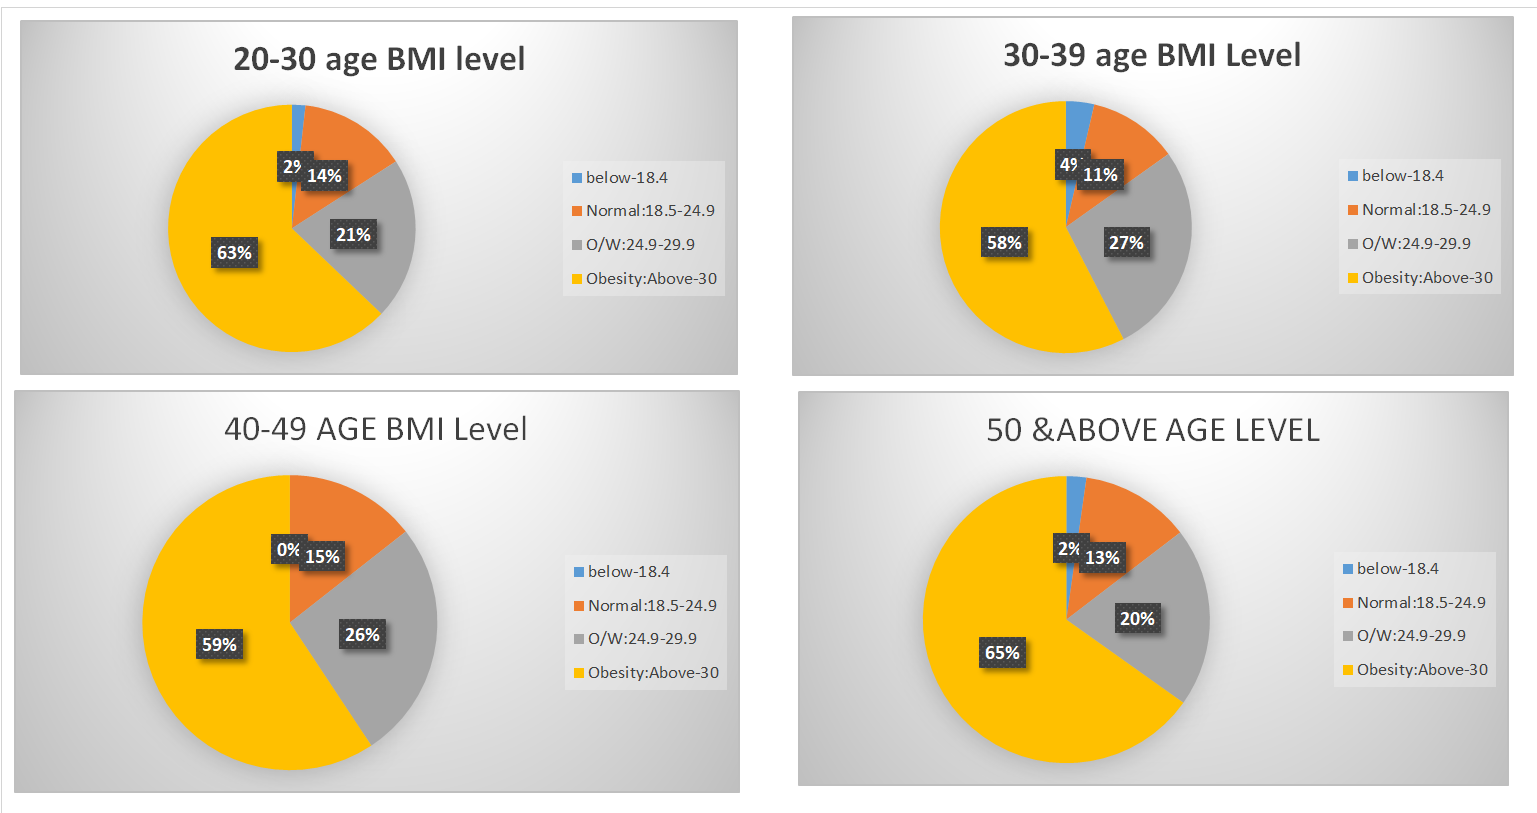 20-30 age BMI level
2%
14%
21%
63%
below-18.4
Normal:18.5-24.9
O/W:24.9-29.9
Obesity:Above-30
30-39 age BMI Level
4%
11%
27%
58%
below-18.4
Normal:18.5-24.9
O/W:24.9-29.9
Obesity:Above-30
40-49 AGE BMI Level
0%
15%
26%
59%
below-18.4
Normal:18.5-24.9
O/W:24.9-29.9
Obesity:Above-30
50 &ABOVE AGE LEVEL
2%
13%
20%
65%
below-18.4
Normal:18.5-24.9
O/W:24.9-29.9
Obesity:Above-30